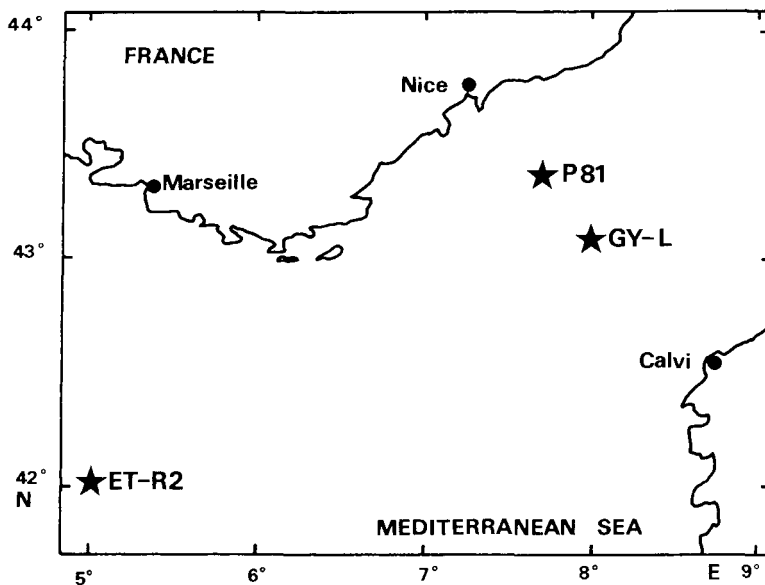 44°
FRANCE
Nice
Marseille
P81
43°
GY-L
Calvi
42°
N
ET-R2
MEDITERRANEAN SEA
5°
6°
7°
8°
E
9°